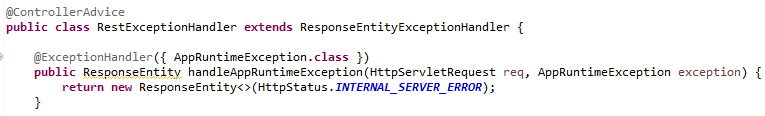 @ControllerAdvice
public class RestExceptionHandler extends ResponseEntityExceptionHandler {
@ExceptionHandler({ AppRuntimeException.class })
public ResponseEntity handleAppRuntimeException(HttpServletRequest req, AppRuntimeException exception) {
return new ResponseEntity<>(HttpStatus.INTERNAL_SERVER_ERROR);
}